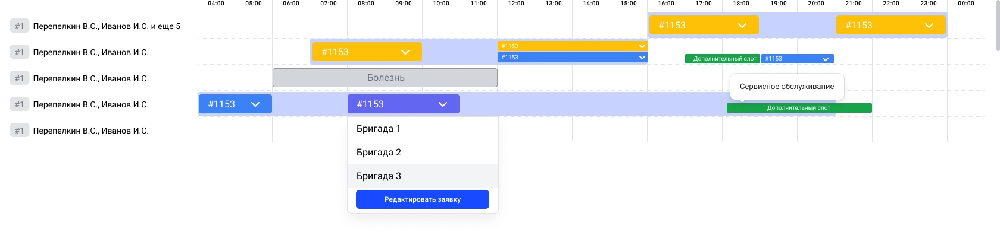 04:00 05:00 06:00 07:00 08:00 09:00 10:00 11:00 12:00 13:00 14:00 15:00 16:00 17:00 18:00 19:00 20:00 21:00 22:00 23:00 00:00
#1 Перепелкин В.С., Иванов И.С. и еще 5 #1153 #1153
#1 Перепелкин В.С., Иванов И.С. #1153 #1153
#1153 Дополнительный слот #1153
#1 Перепелкин В.С., Иванов И.С. Болезнь
Сервисное обслуживание
#1 Перепелкин В.С., Иванов И.С. #1153 #1153 Дополнительный слот
#1 Перепелкин В.С., Иванов И.С.
Бригада 1
Бригада 2
Бригада 3
Редактировать заявку